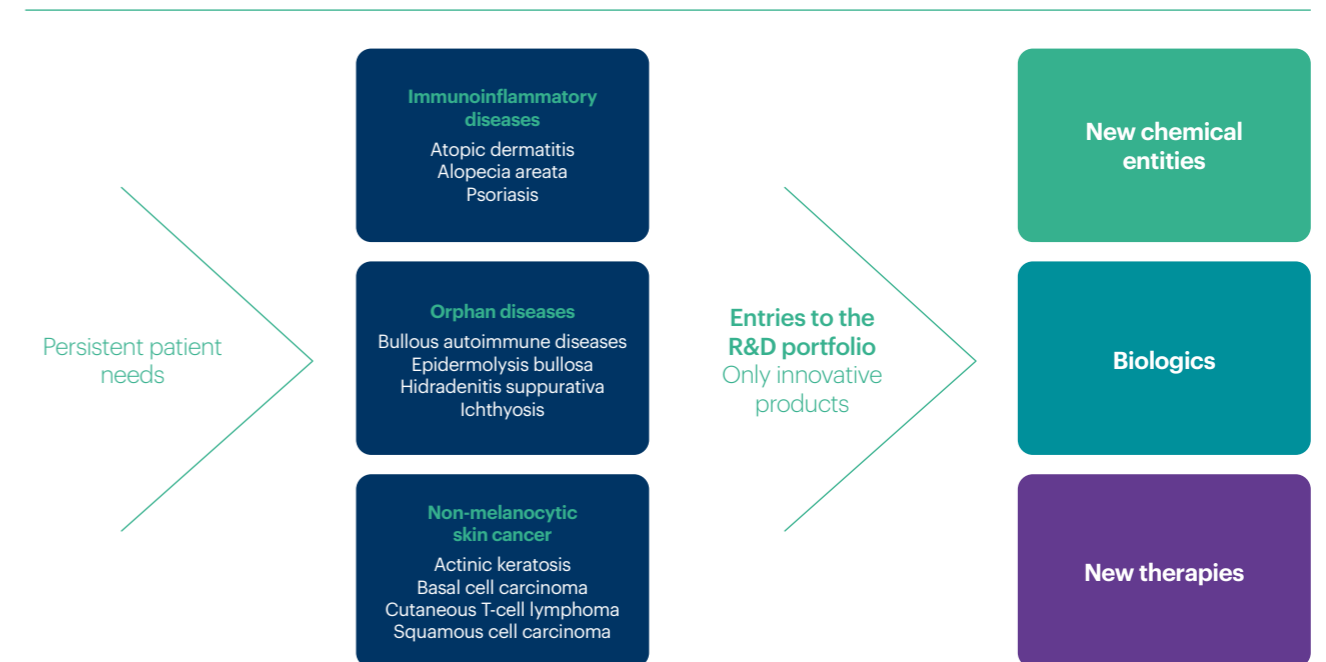 Persistent patient
needs
Immunoinflammatory
diseases
Atopic dermatitis
Alopecia areata
Psoriasis
Orphan diseases
Bullous autoimmune diseases
Epidermolysis bullosa
Hidradenitis suppurativa
Ichthyosis
Non-melanocytic
skin cancer
Actinic keratosis
Basal cell carcinoma
Cutaneous T-cell lymphoma
Squamous cell carcinoma
Entries to the
R&D portfolio
Only innovative
products
New chemical
entities
Biologics
New therapies